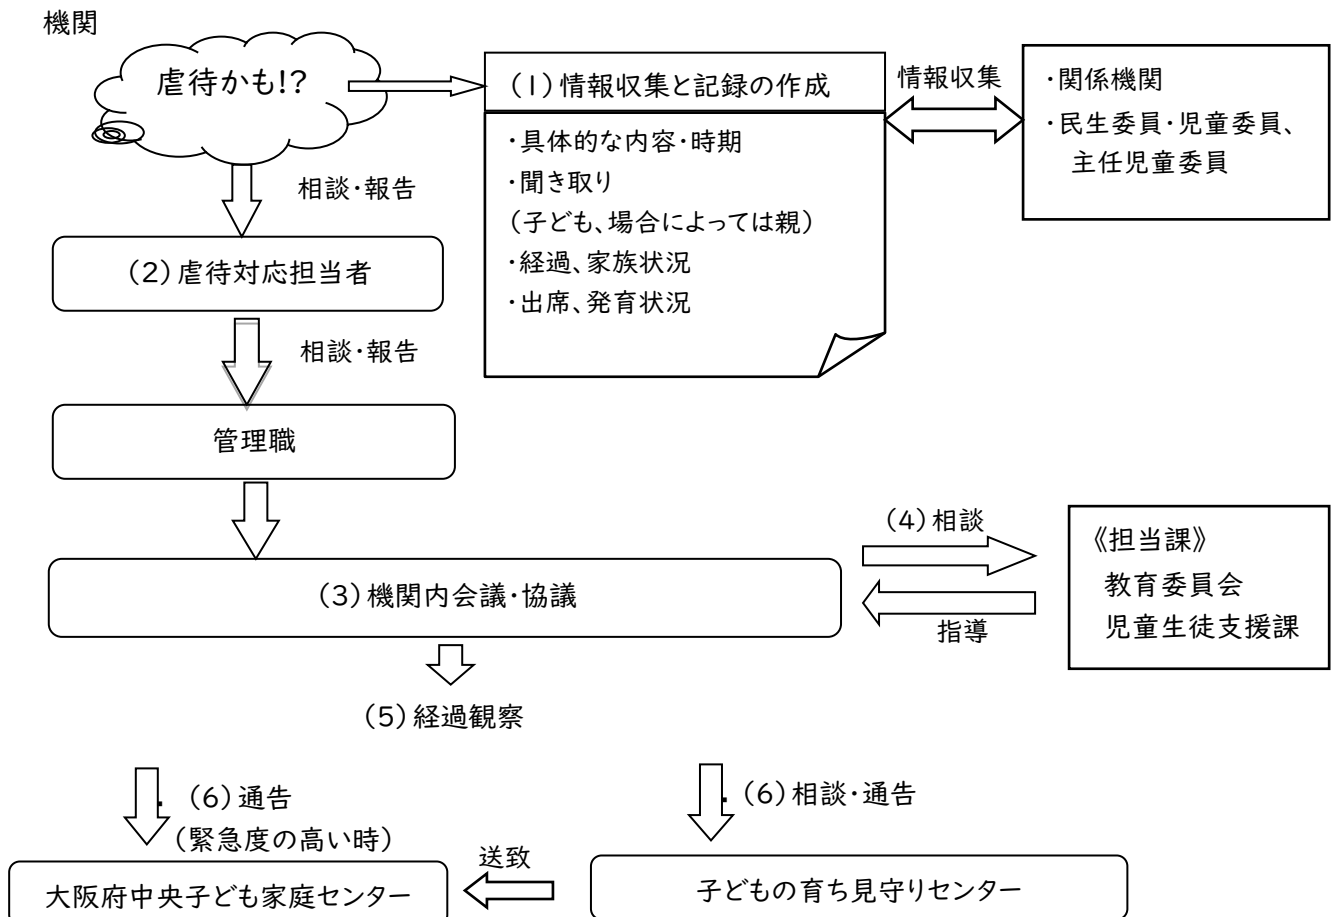 機関
虐待かも!?
(1)情報収集と記録の作成
情報収集
・関係機関
・民生委員・児童委員、
主任児童委員
・具体的な内容・時期
・聞き取り
(子ども、場合によっては親)
・経過、家族状況
・出席、発育状況
相談・報告
(2)虐待対応担当者
相談・報告
管理職
(3)機関内会議・協議
(4)相談
指導
《担当課》
教育委員会
児童生徒支援課
(5)経過観察
(6)通告
(緊急度の高い時)
(6)相談・通告
大阪府中央子ども家庭センター
送致
子どもの育ち見守りセンター